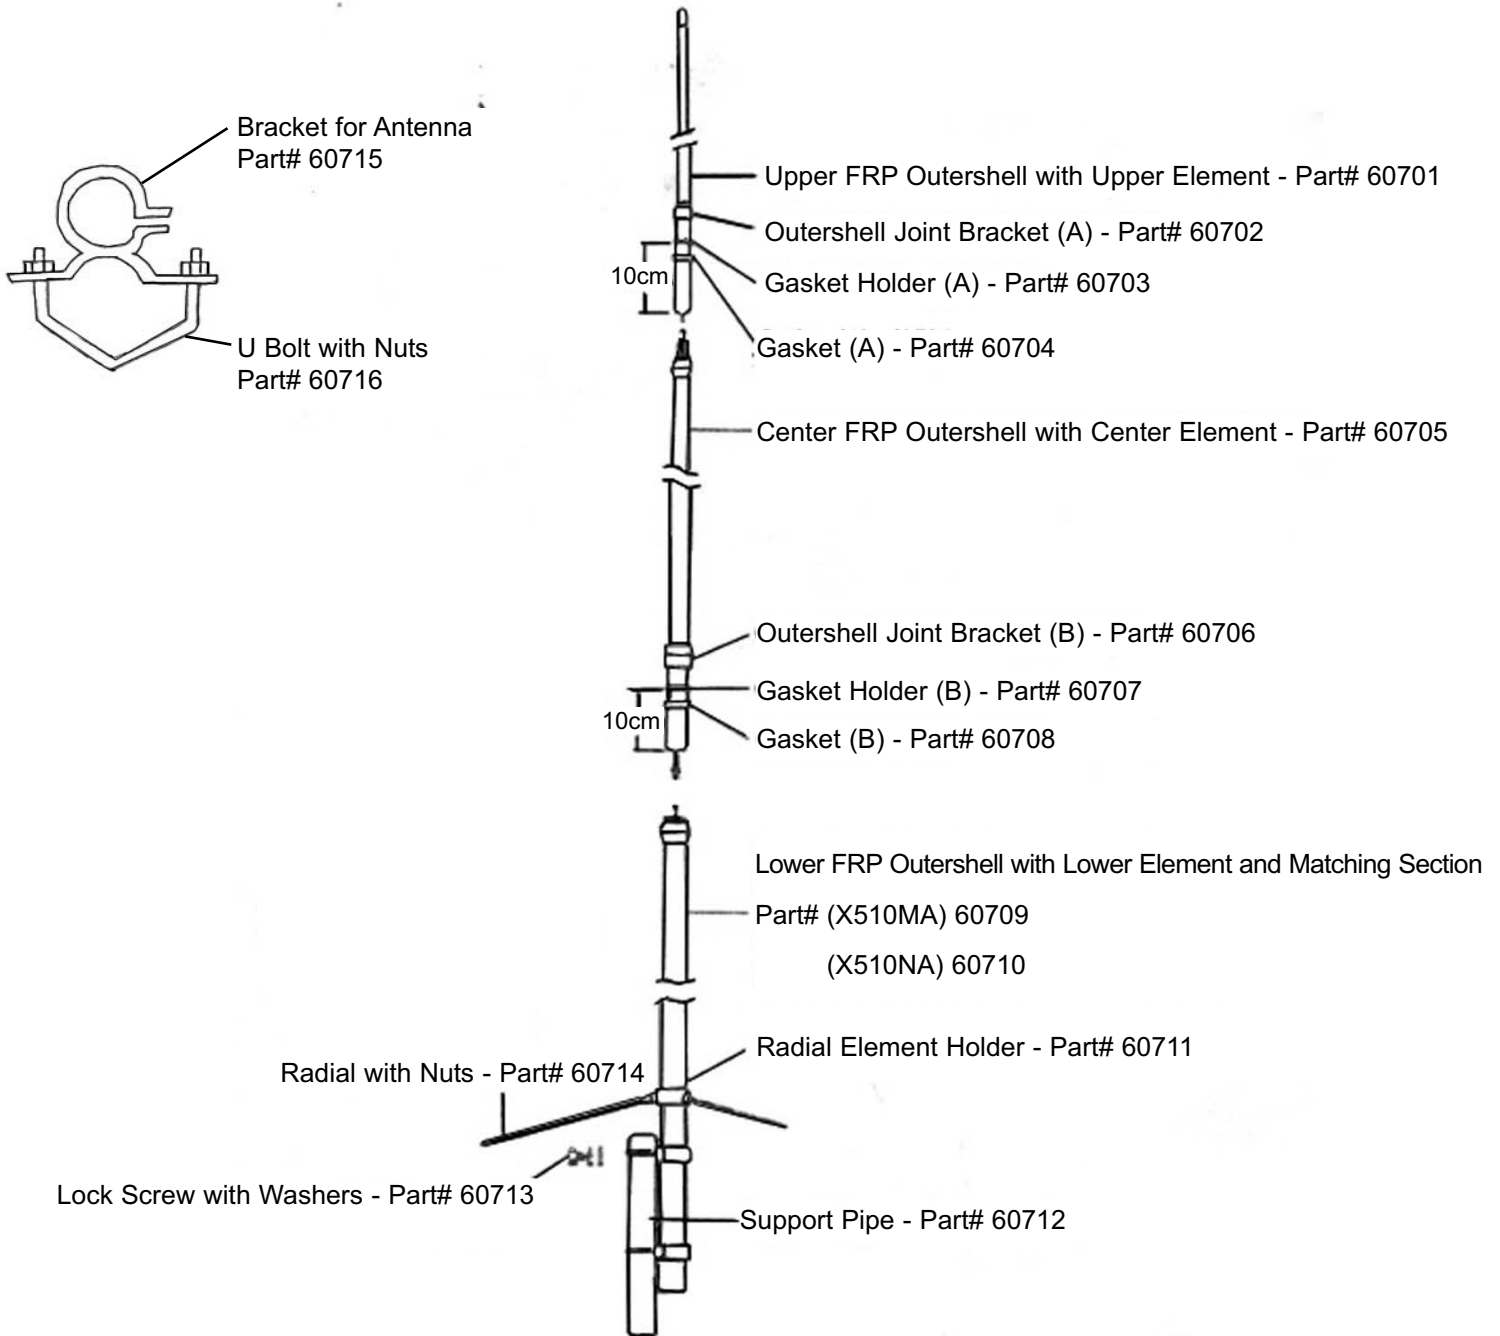 Bracket for Antenna
Part# 60715
Upper FRP Outershell with Upper Element - Part# 60701
Outershell Joint Bracket (A) - Part# 60702
10cm
Gasket Holder (A) - Part# 60703
U Bolt with Nuts
Part# 60716
Gasket (A) - Part# 60704
Center FRP Outershell with Center Element - Part# 60705
Outershell Joint Bracket (B) - Part# 60706
Gasket Holder (B) - Part# 60707
10cm
Gasket (B) - Part# 60708
Lower FRP Outershell with Lower Element and Matching Section
Part# (X510MA) 60709
(X510NA) 60710
Radial Element Holder - Part# 60711
Radial with Nuts - Part# 60714
Lock Screw with Washers - Part# 60713
Support Pipe - Part# 60712